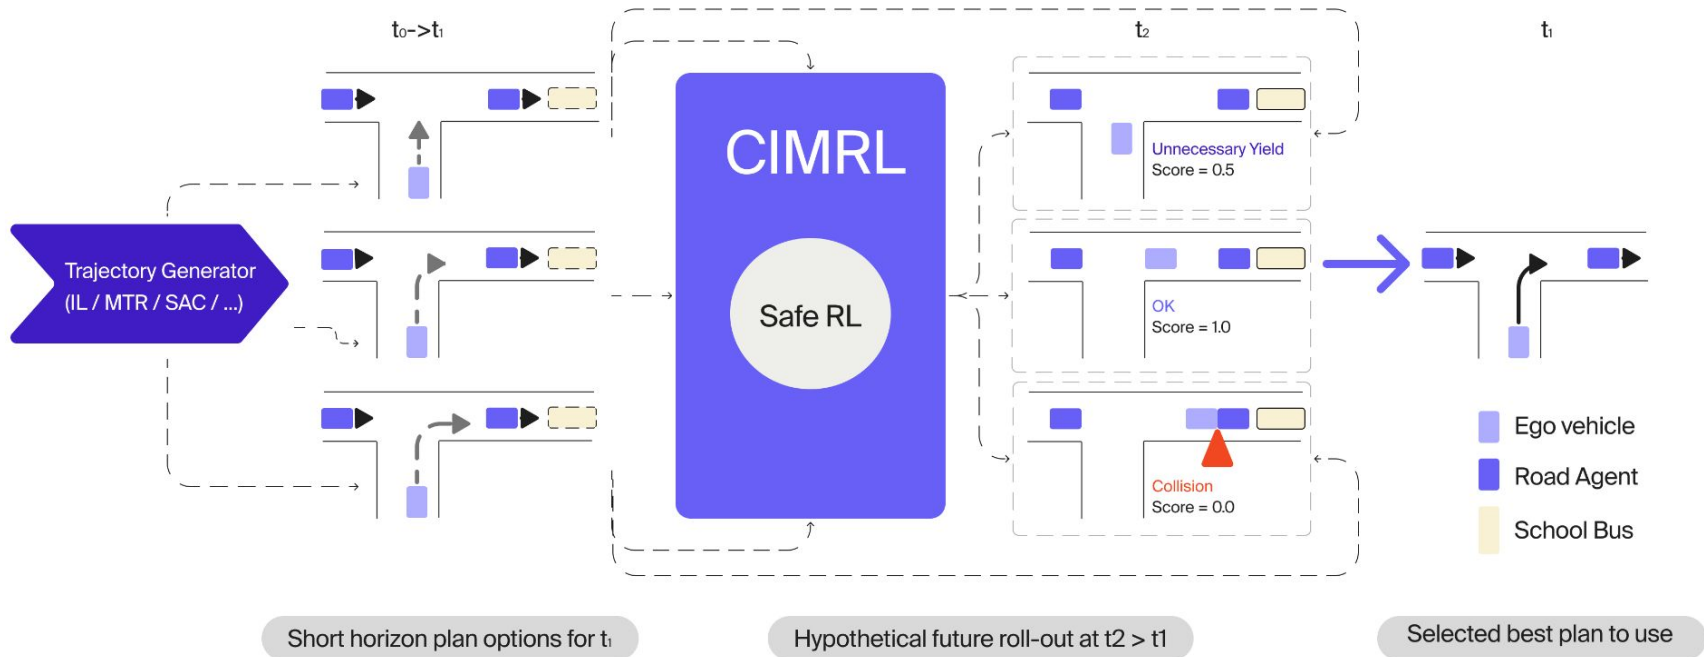 t₀->t₁
t₂
t₁
Trajectory Generator
(IL / MTR / SAC / ...)
CIMRL
Safe RL
Unnecessary Yield
Score = 0.5
OK
Score = 1.0
Collision
Score = 0.0
Ego vehicle
Road Agent
School Bus
Short horizon plan options for t₁
Hypothetical future roll-out at t2 > t1
Selected best plan to use